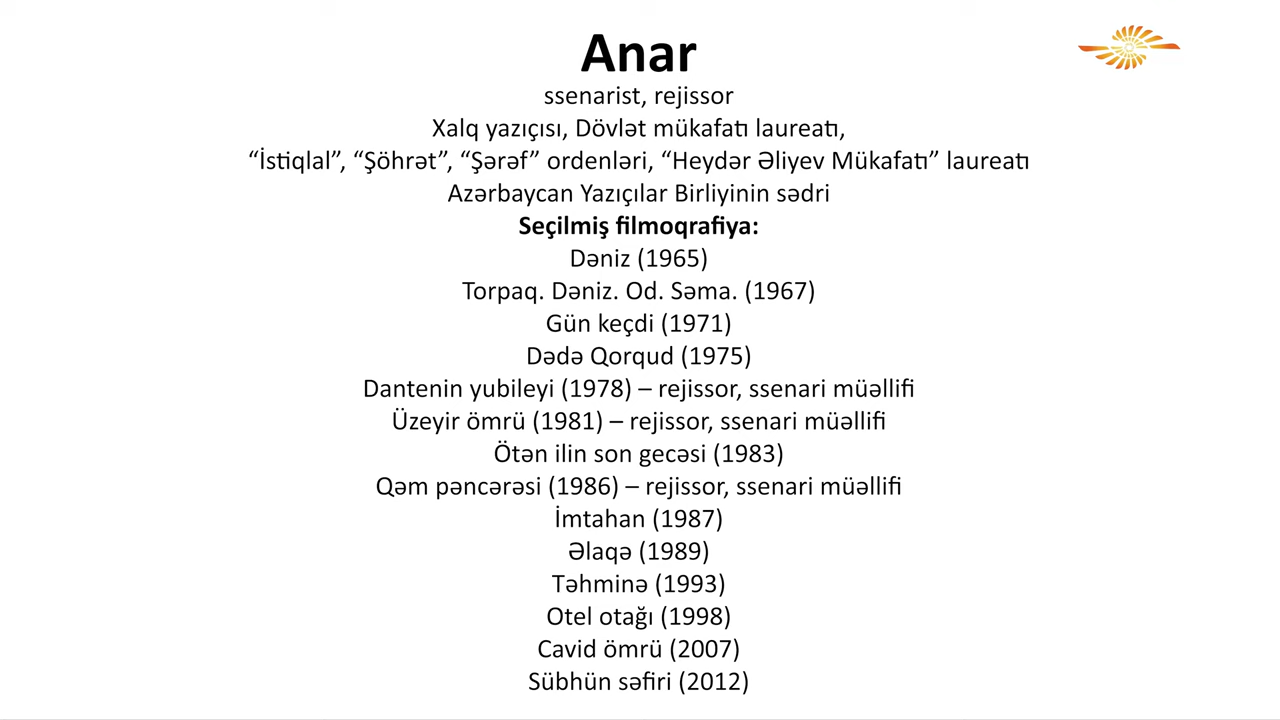 Anar
ssenarist, rejissor
Xalq yazıçısı, Dövlət mükafatı laureatı,
“İstiqlal”, “Şöhrət”, “Şərəf” ordenləri, “Heydər Əliyev Mükafatı” laureatı
Azərbaycan Yazıçılar Birliyinin sədri
Seçilmiş filmoqrafiya:
Dəniz (1965)
Torpaq. Dəniz. Od. Səma. (1967)
Gün keçdi (1971)
Dədə Qorqud (1975)
Dantenin yubileyi (1978) – rejissor, ssenari müəllifi
Üzeyir ömrü (1981) – rejissor, ssenari müəllifi
Ötən ilin son gecəsi (1983)
Qəm pəncərəsi (1986) – rejissor, ssenari müəllifi
İmtahan (1987)
Əlaqə (1989)
Təhminə (1993)
Otel otağı (1998)
Cavid ömrü (2007)
Sübhün səfiri (2012)